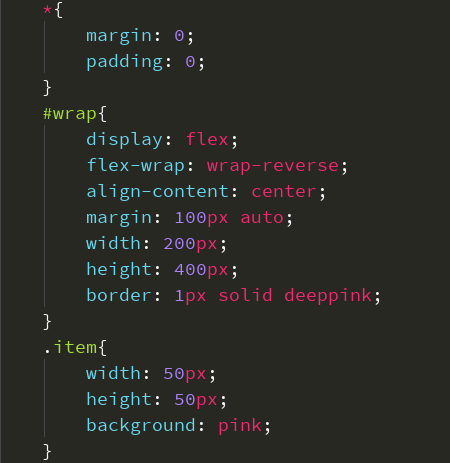 *{
margin: 0;
padding: 0;
}
#wrap{
display: flex;
flex-wrap: wrap-reverse;
align-content: center;
margin: 100px auto;
width: 200px;
height: 400px;
border: 1px solid deeppink;
}
.item{
width: 50px;
height: 50px;
background: pink;
}